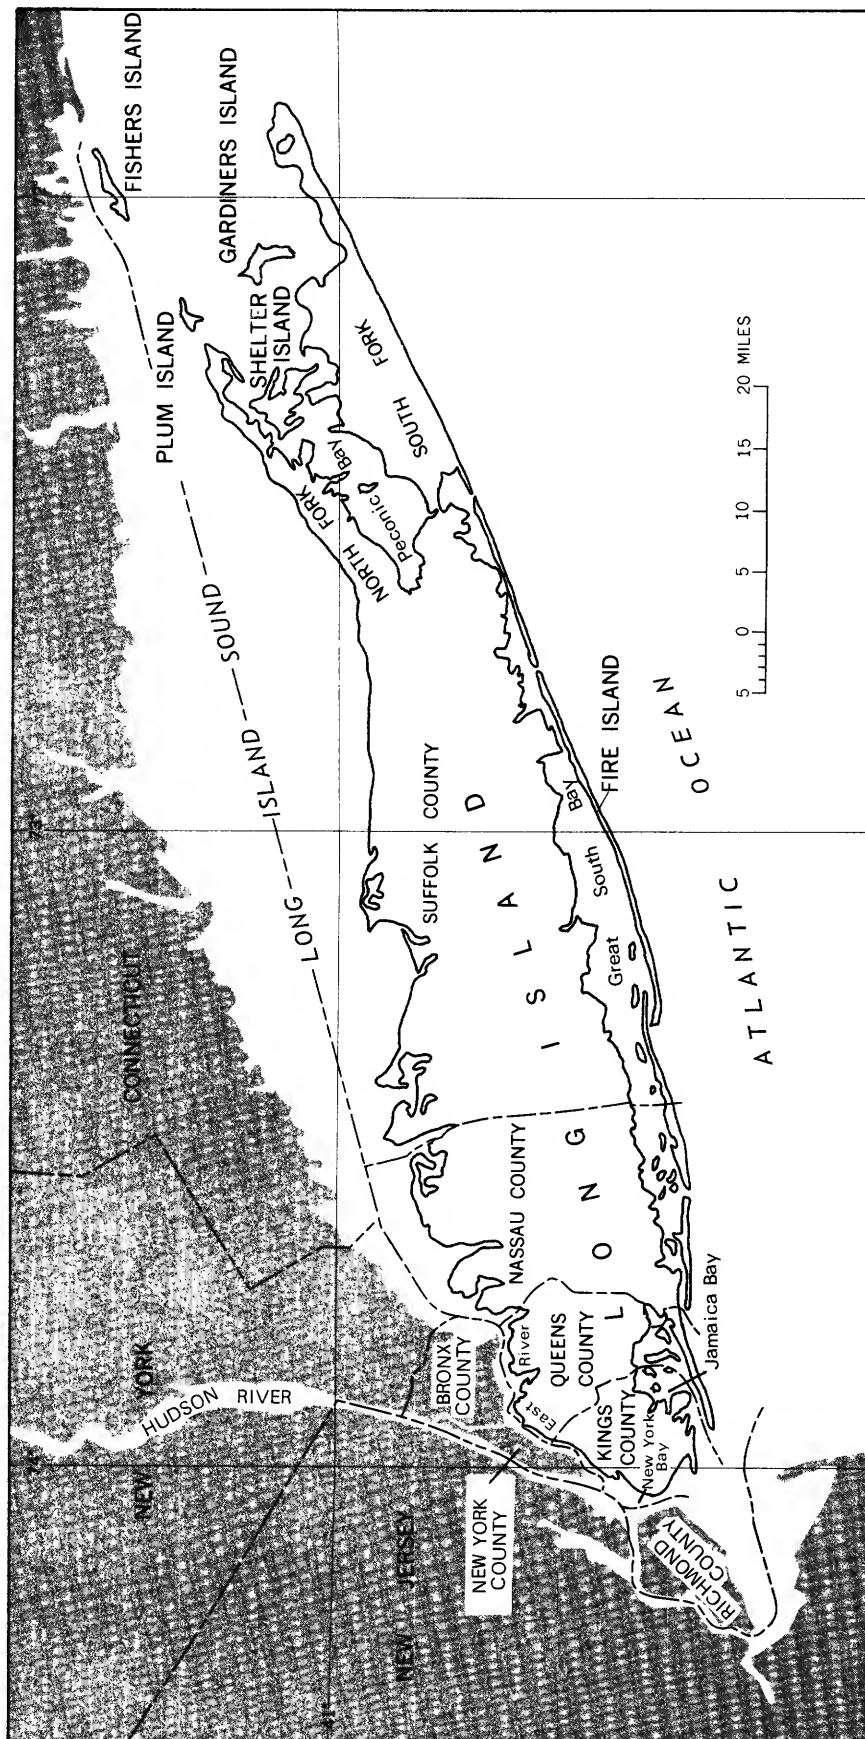 FISHERS ISLAND
GARDINERS ISLAND
PLUM ISLAND
SHELTER
ISLAND
NORTH FORK
Peconic Bay
SOUTH FORK
LONG ISLAND SOUND
CONNECTICUT
NEW YORK
HUDSON RIVER
NEW JERSEY
BRONX
COUNTY
NEW YORK
COUNTY
East River
QUEENS
COUNTY
KINGS
COUNTY
New York
Bay
RICHMOND
COUNTY
Jamaica Bay
NASSAU COUNTY
SUFFOLK COUNTY
LONG ISLAND
Great South Bay
FIRE ISLAND
ATLANTIC OCEAN
5 0 5 10 15 20 MILES
74°
73°
41°